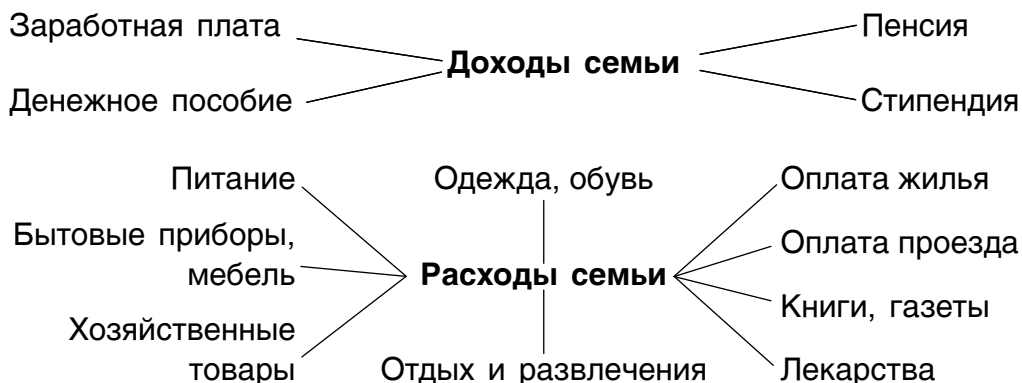 Заработная плата
Доходы семьи
Пенсия
Денежное пособие
Стипендия
Питание
Одежда, обувь
Оплата жилья
Бытовые приборы,
мебель
Расходы семьи
Оплата проезда
Книги, газеты
Хозяйственные
товары
Отдых и развлечения
Лекарства